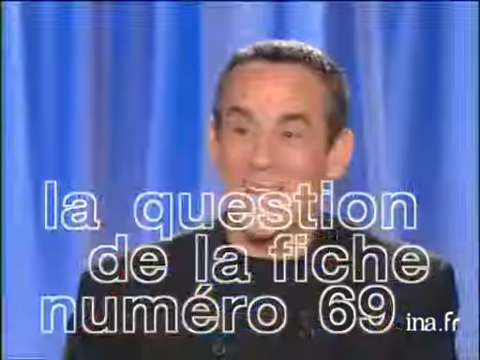 la question
de la fiche
numéro 69
ina.fr